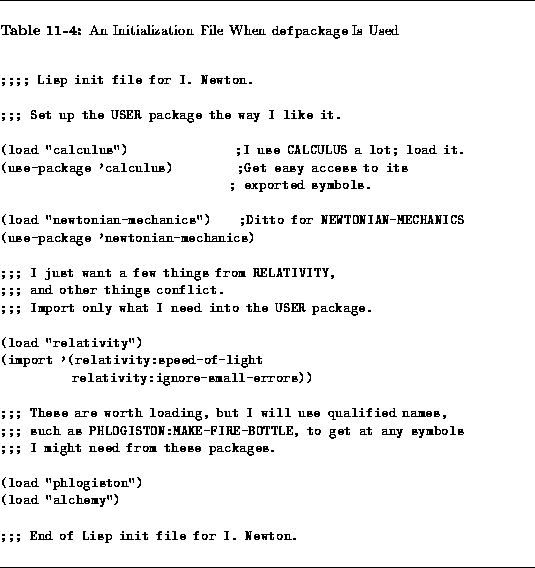 Table 11-4: An Initialization File When defpackage Is Used
;;;; Lisp init file for I. Newton.
;;; Set up the USER package the way I like it.
(load "calculus") ;I use CALCULUS a lot; load it.
(use-package 'calculus) ;Get easy access to its
; exported symbols.
(load "newtonian-mechanics") ;Ditto for NEWTONIAN-MECHANICS
(use-package 'newtonian-mechanics)
;;; I just want a few things from RELATIVITY,
;;; and other things conflict.
;;; Import only what I need into the USER package.
(load "relativity")
(import '(relativity:speed-of-light
relativity:ignore-small-errors))
;;; These are worth loading, but I will use qualified names,
;;; such as PHLOGISTON:MAKE-FIRE-BOTTLE, to get at any symbols
;;; I might need from these packages.
(load "phlogiston")
(load "alchemy")
;;; End of Lisp init file for I. Newton.